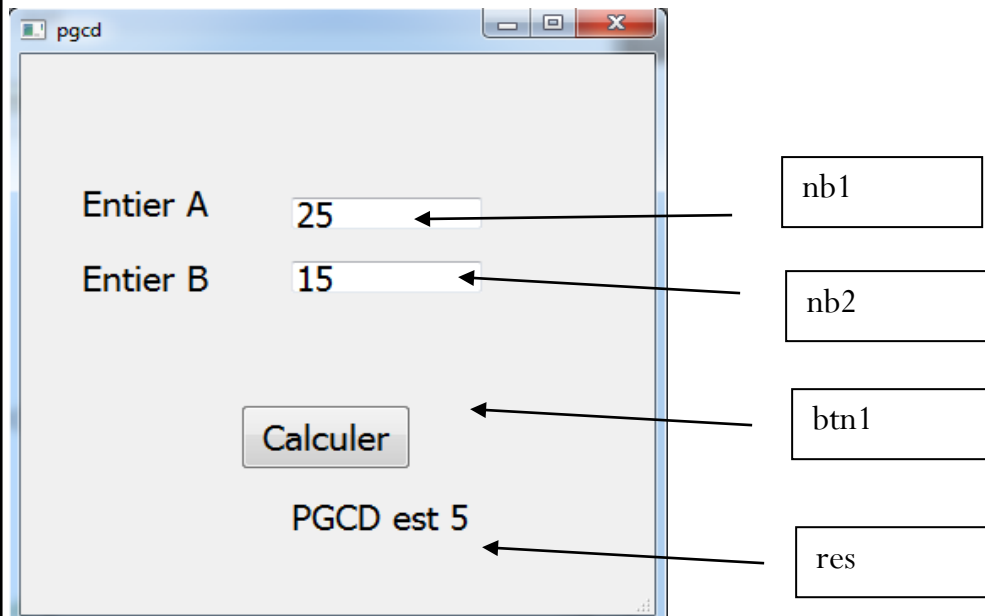 pgcd
Entier A
25
nb1
Entier B
15
nb2
Calculer
btn1
PGCD est 5
res